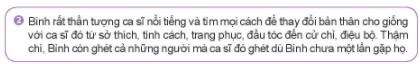 2 Bình rất thần tượng ca sĩ nổi tiếng và tìm mọi cách để thay đổi bản thân cho giống
với ca sĩ đó từ sở thích, tính cách, trang phục, đầu tóc đến cử chỉ, điệu bộ. Thậm
chí, Bình còn ghét cả những người mà ca sĩ đó ghét dù Bình chưa một lần gặp họ.